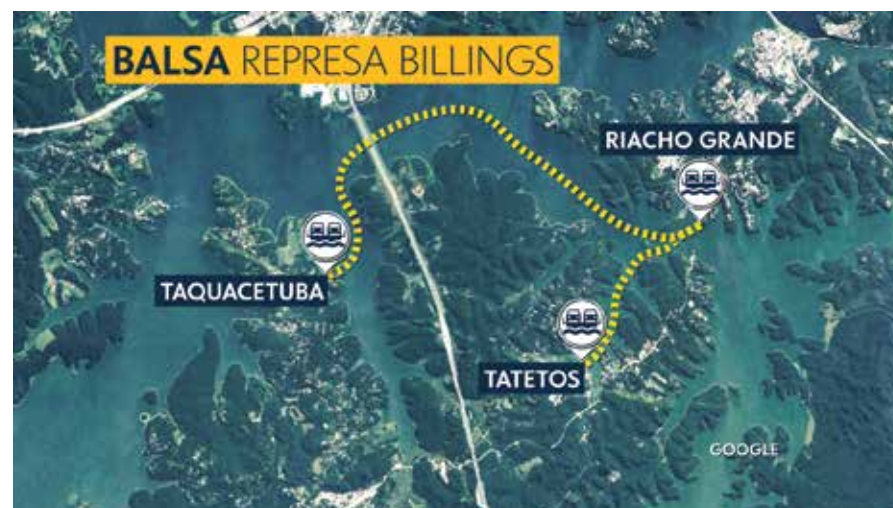 BALSA REPRESA BILLINGS
RIACHO GRANDE
TAQUACETUBA
TATETOS
GOOGLE